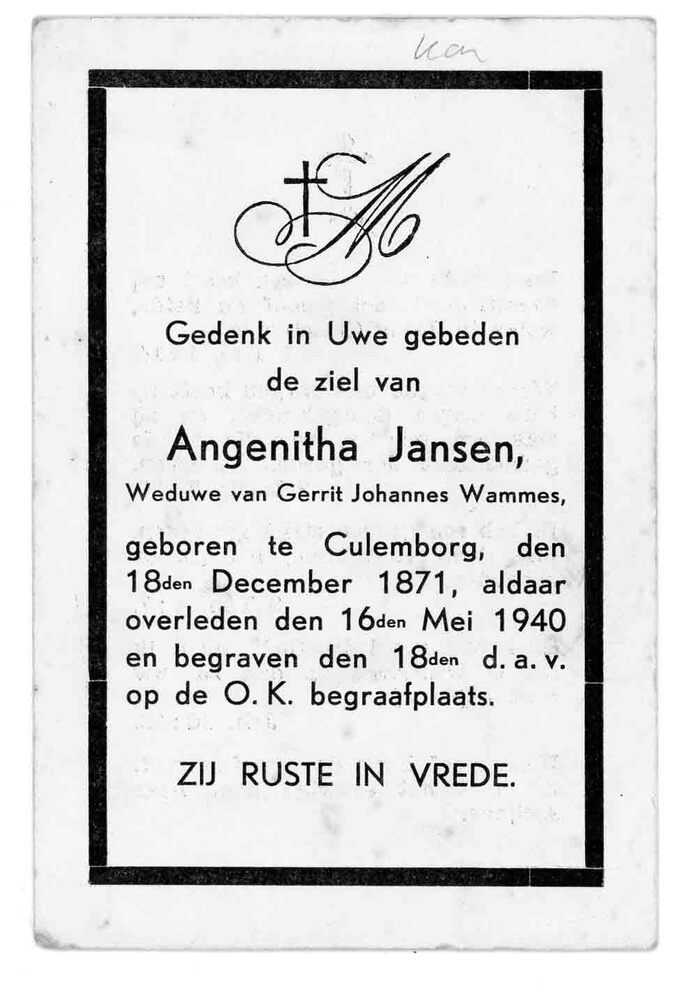 M
Gedenk in Uwe gebeden
de ziel van
Angenitha Jansen,
Weduwe van Gerrit Johannes Wammes,
geboren te Culemborg, den
18den December 1871, aldaar
overleden den 16den Mei 1940
en begraven den 18den d.a.v.
op de O.K. begraafplaats.
ZIJ RUSTE IN VREDE.